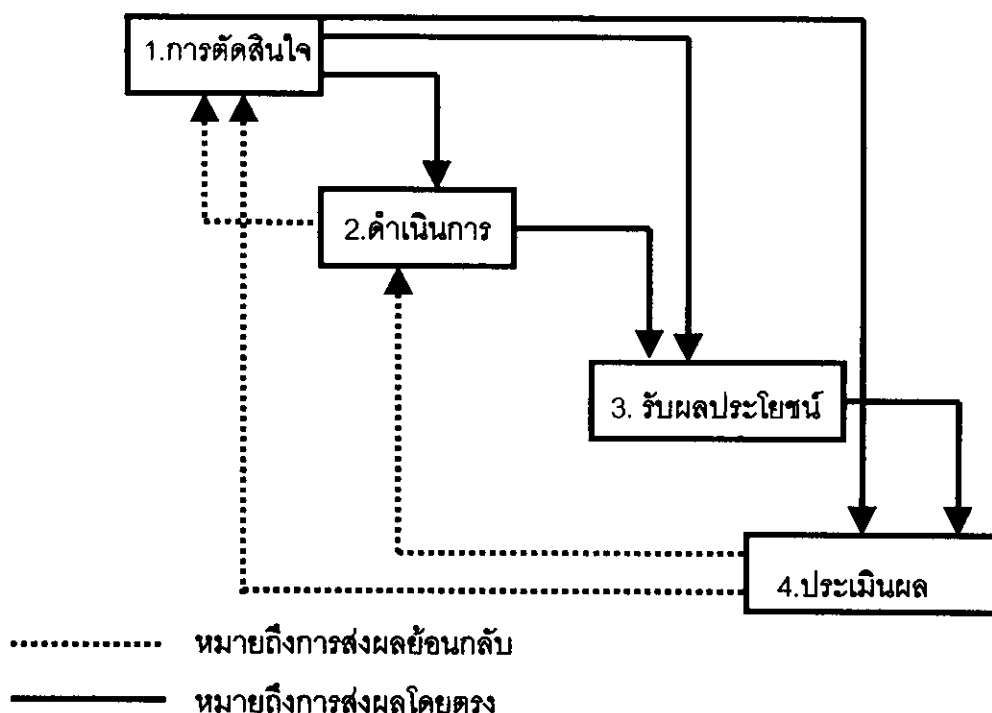 1.การตัดสินใจ
2.ดำเนินการ
3. รับผลประโยชน์
4.ประเมินผล
หมายถึงการส่งผลย้อนกลับ
หมายถึงการส่งผลโดยตรง